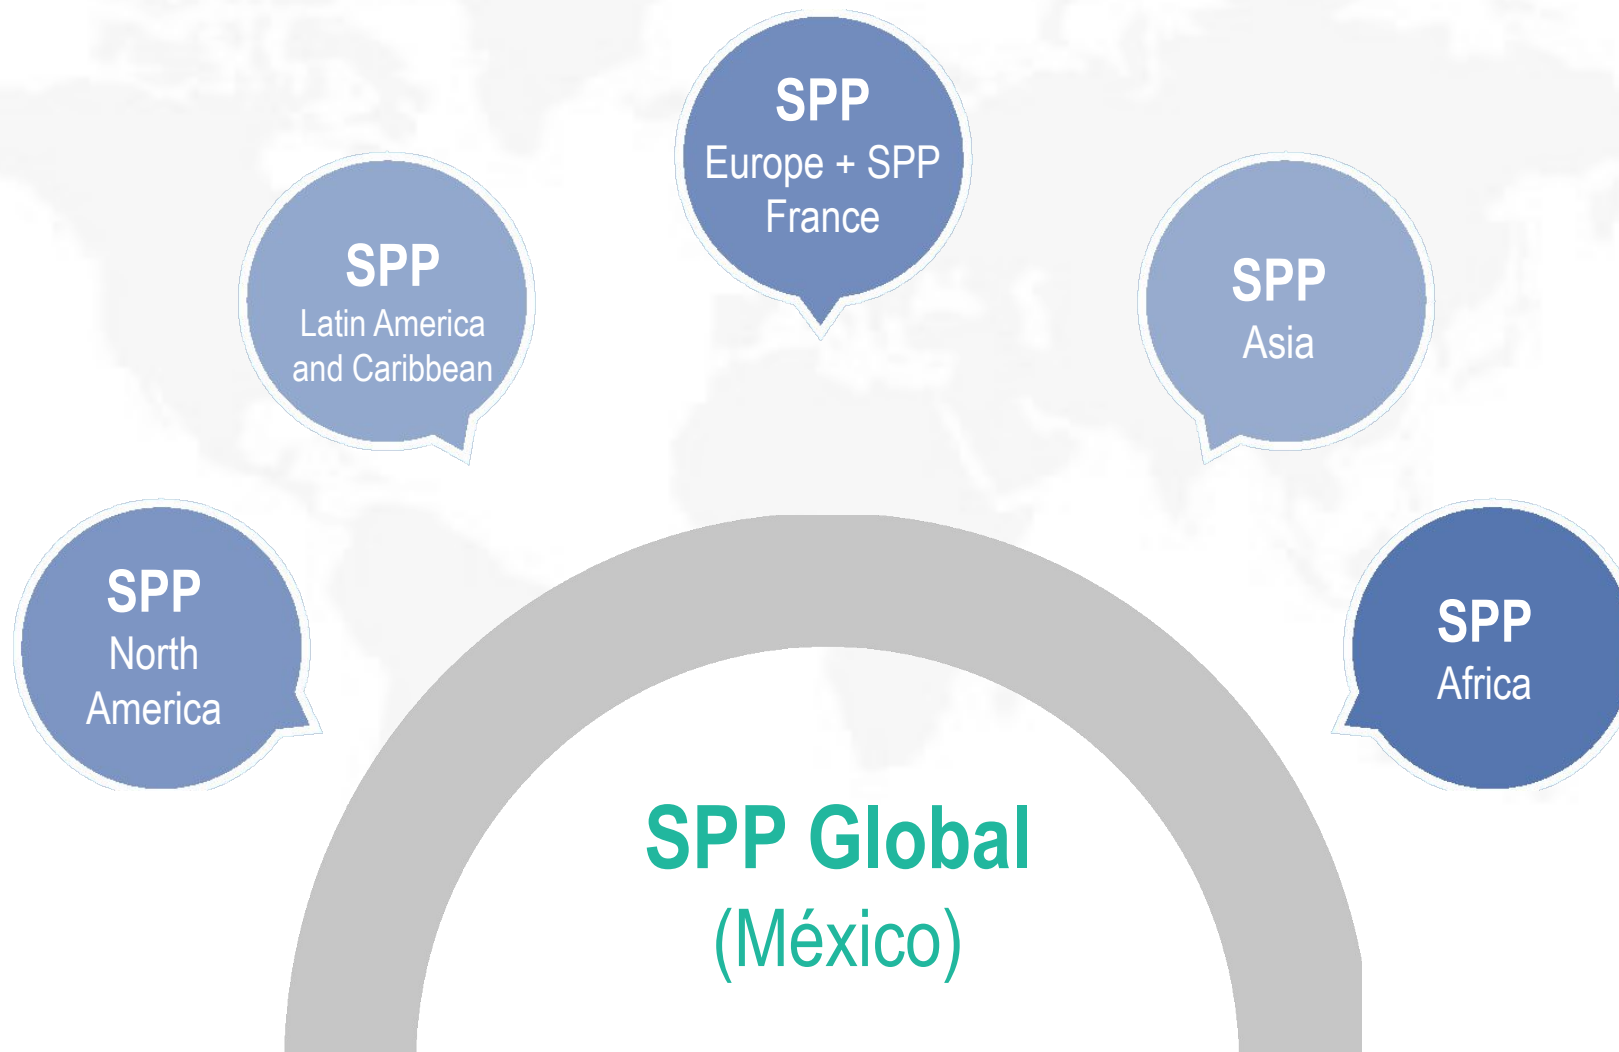 SPP
North
America
SPP
Latin America
and Caribbean
SPP
Europe + SPP
France
SPP
Asia
SPP
Africa
SPP Global
(México)